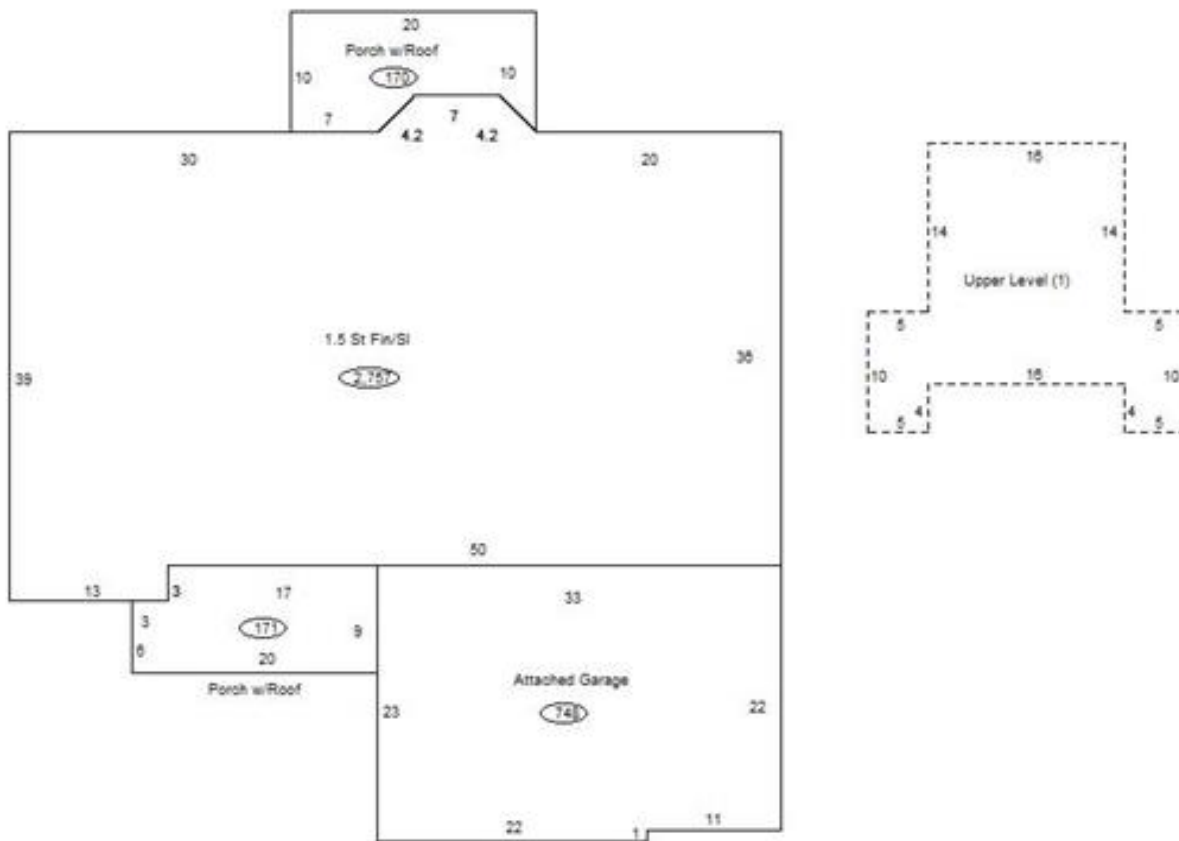 20
Porch w/Roof
10 170 10
7 7
4.2 4.2
30 20
16
14 14
Upper Level (1)
5 5
1.5 St Fin/Sl
36
39 2,757
10 16 10
4 4
5 5
50
13 3 17 33
3 171 9
6 20
Porch w/Roof
Attached Garage
23 22
22 1 11